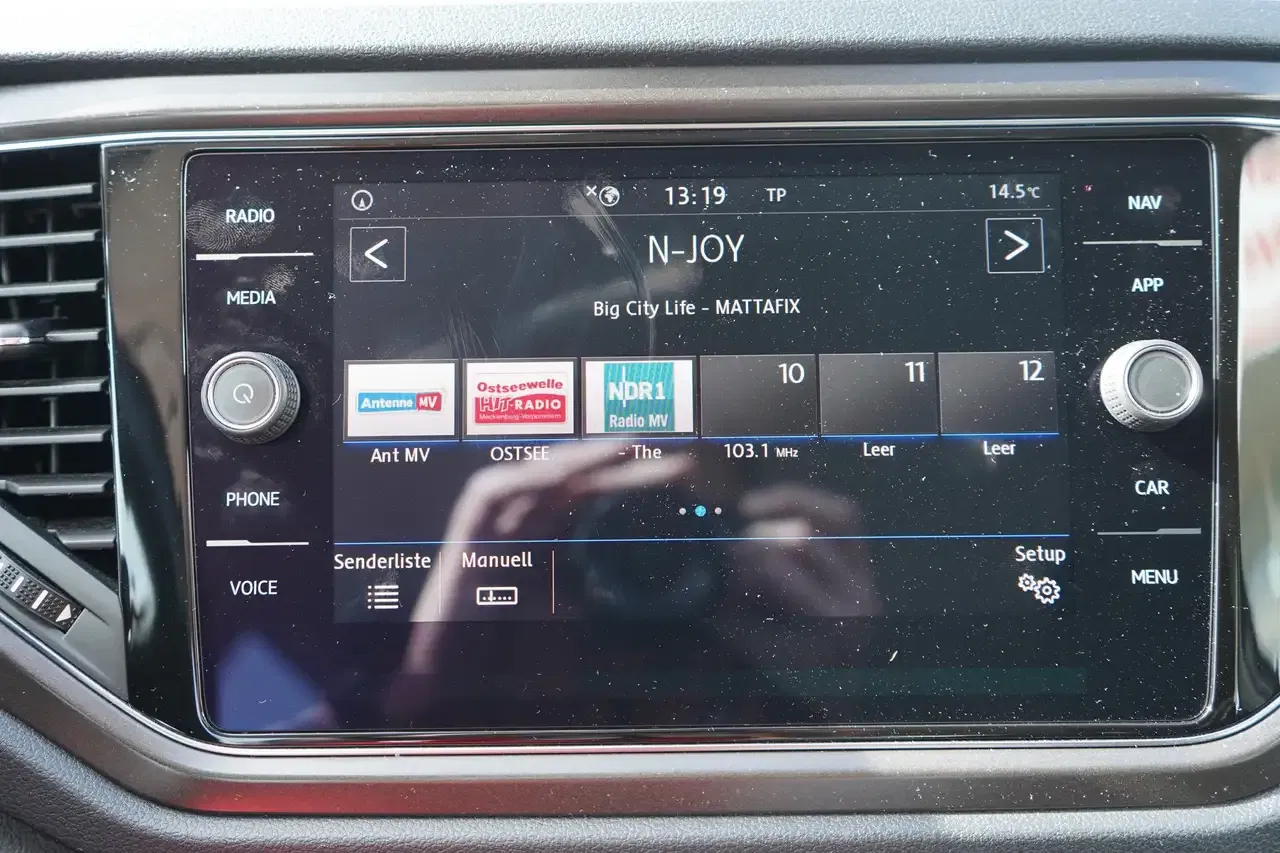 13:19 TP 14.5°C
RADIO
MEDIA
PHONE
VOICE
N-JOY
Big City Life - MATTAFIX
Antenne MV
Ostseewelle
HIT-RADIO
Mecklenburg-Vorpommern
NDR1
Radio MV
10
11
12
Ant MV
OSTSEE
- The
103.1 MHz
Leer
Leer
Senderliste
Manuell
Setup
NAV
APP
CAR
MENU